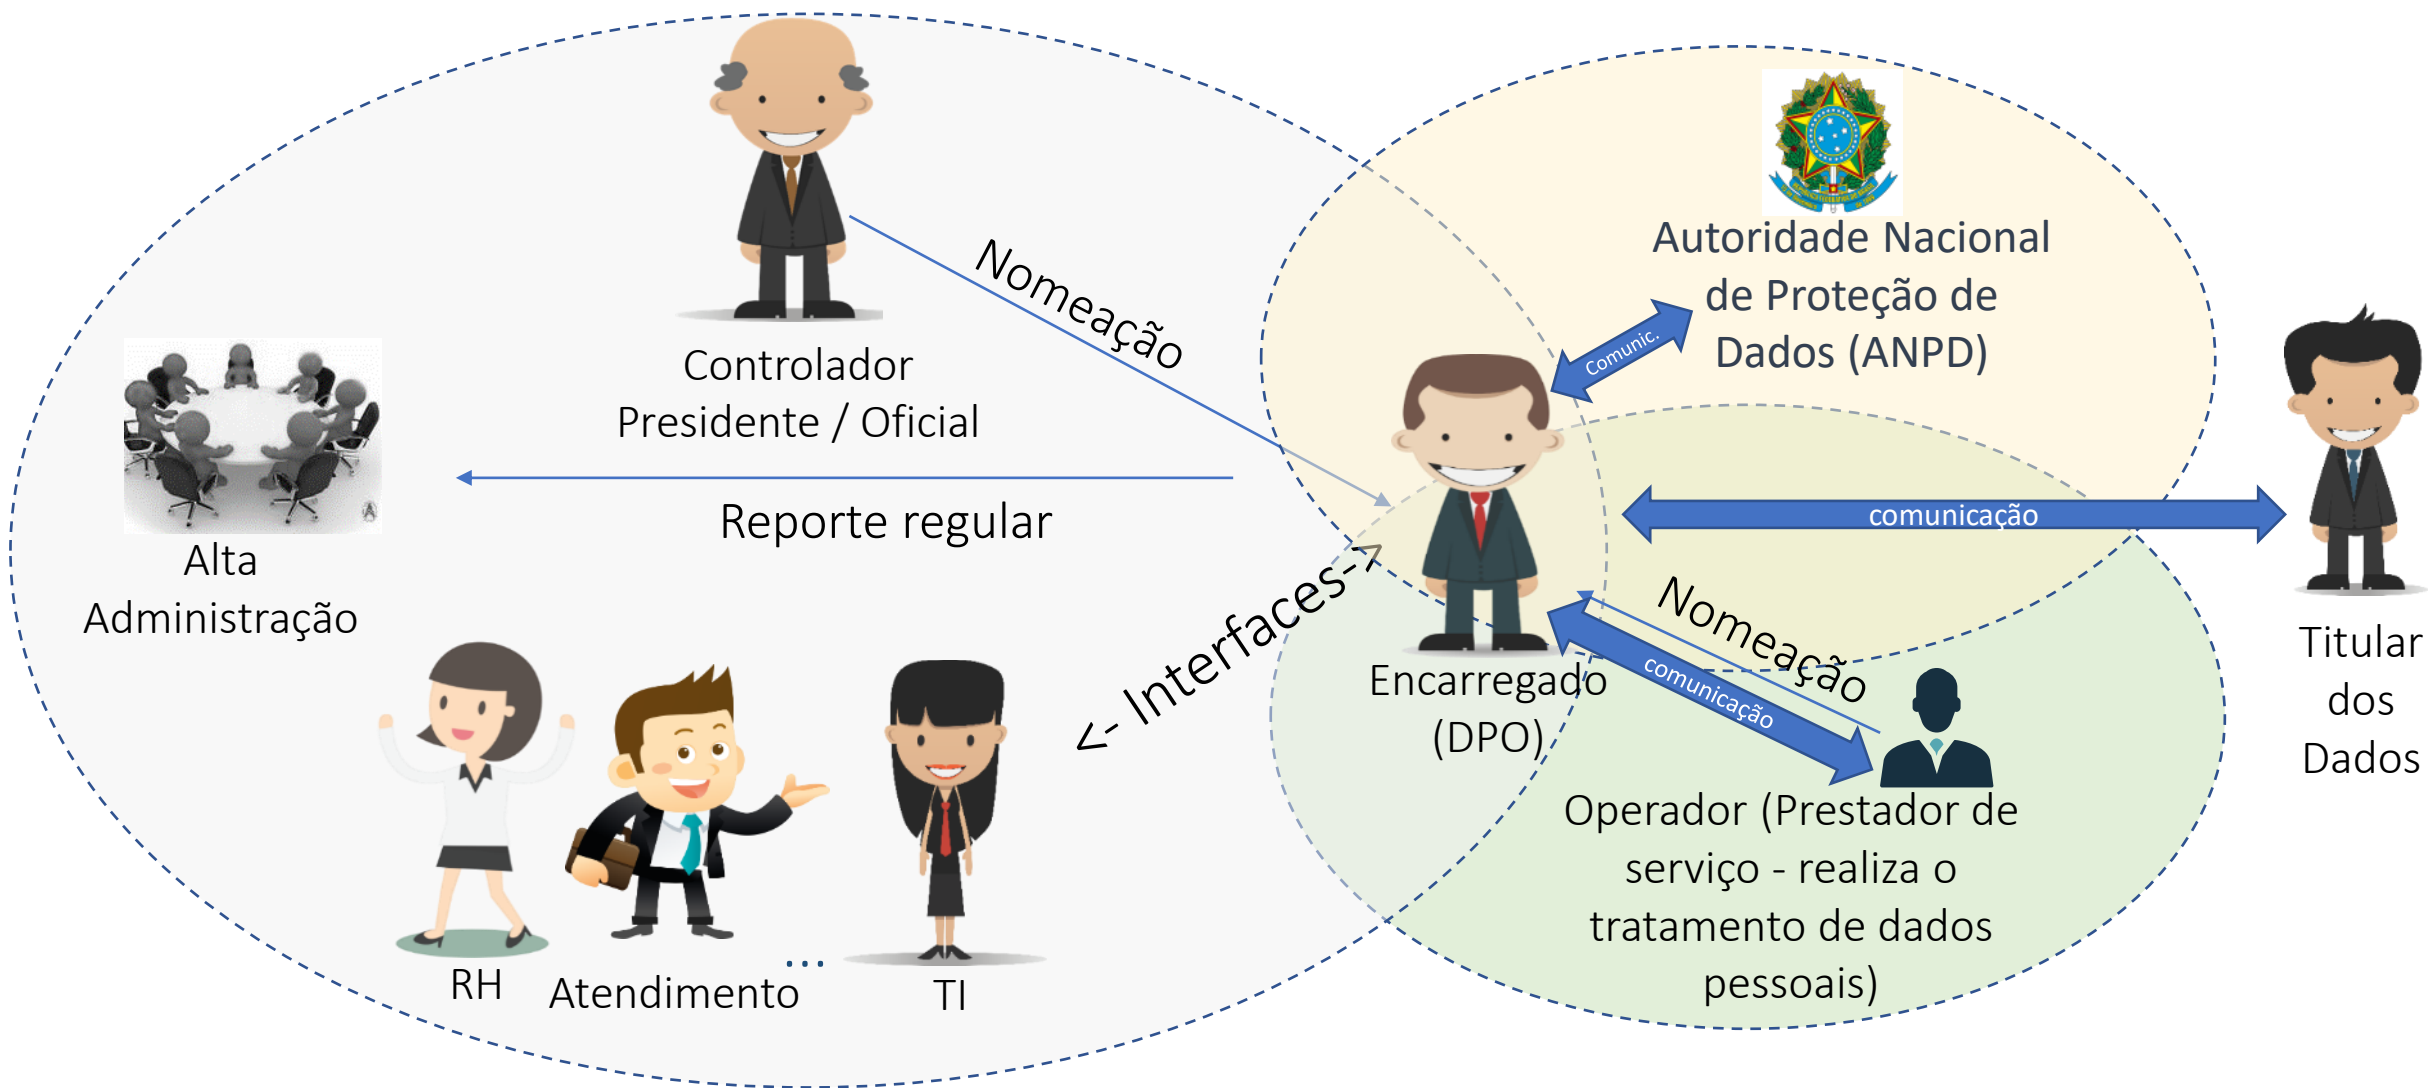 Nomeação
Controlador
Presidente / Oficial
Autoridade Nacional
de Proteção de
Dados (ANPD)
Comunic.
Reporte regular
comunicação
Alta
Administração
<- Interfaces->
Nomeação
comunicação
Encarregado
(DPO)
Titular
dos
Dados
Operador (Prestador de
serviço - realiza o
tratamento de dados
pessoais)
RH
Atendimento
...
TI